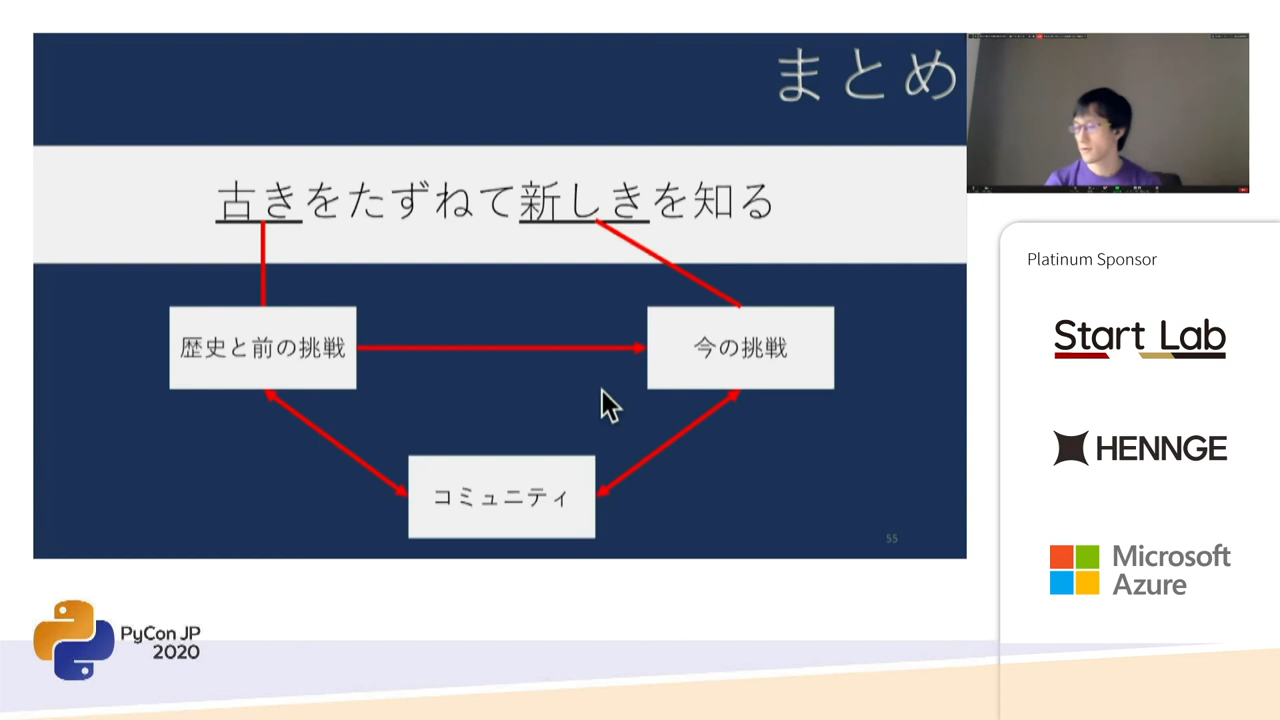 まとめ
古きをたずねて新しきを知る
歴史と前の挑戦
今の挑戦
コミュニティ
55
Platinum Sponsor
Start Lab
HENNGE
Microsoft
Azure
PyCon JP
2020